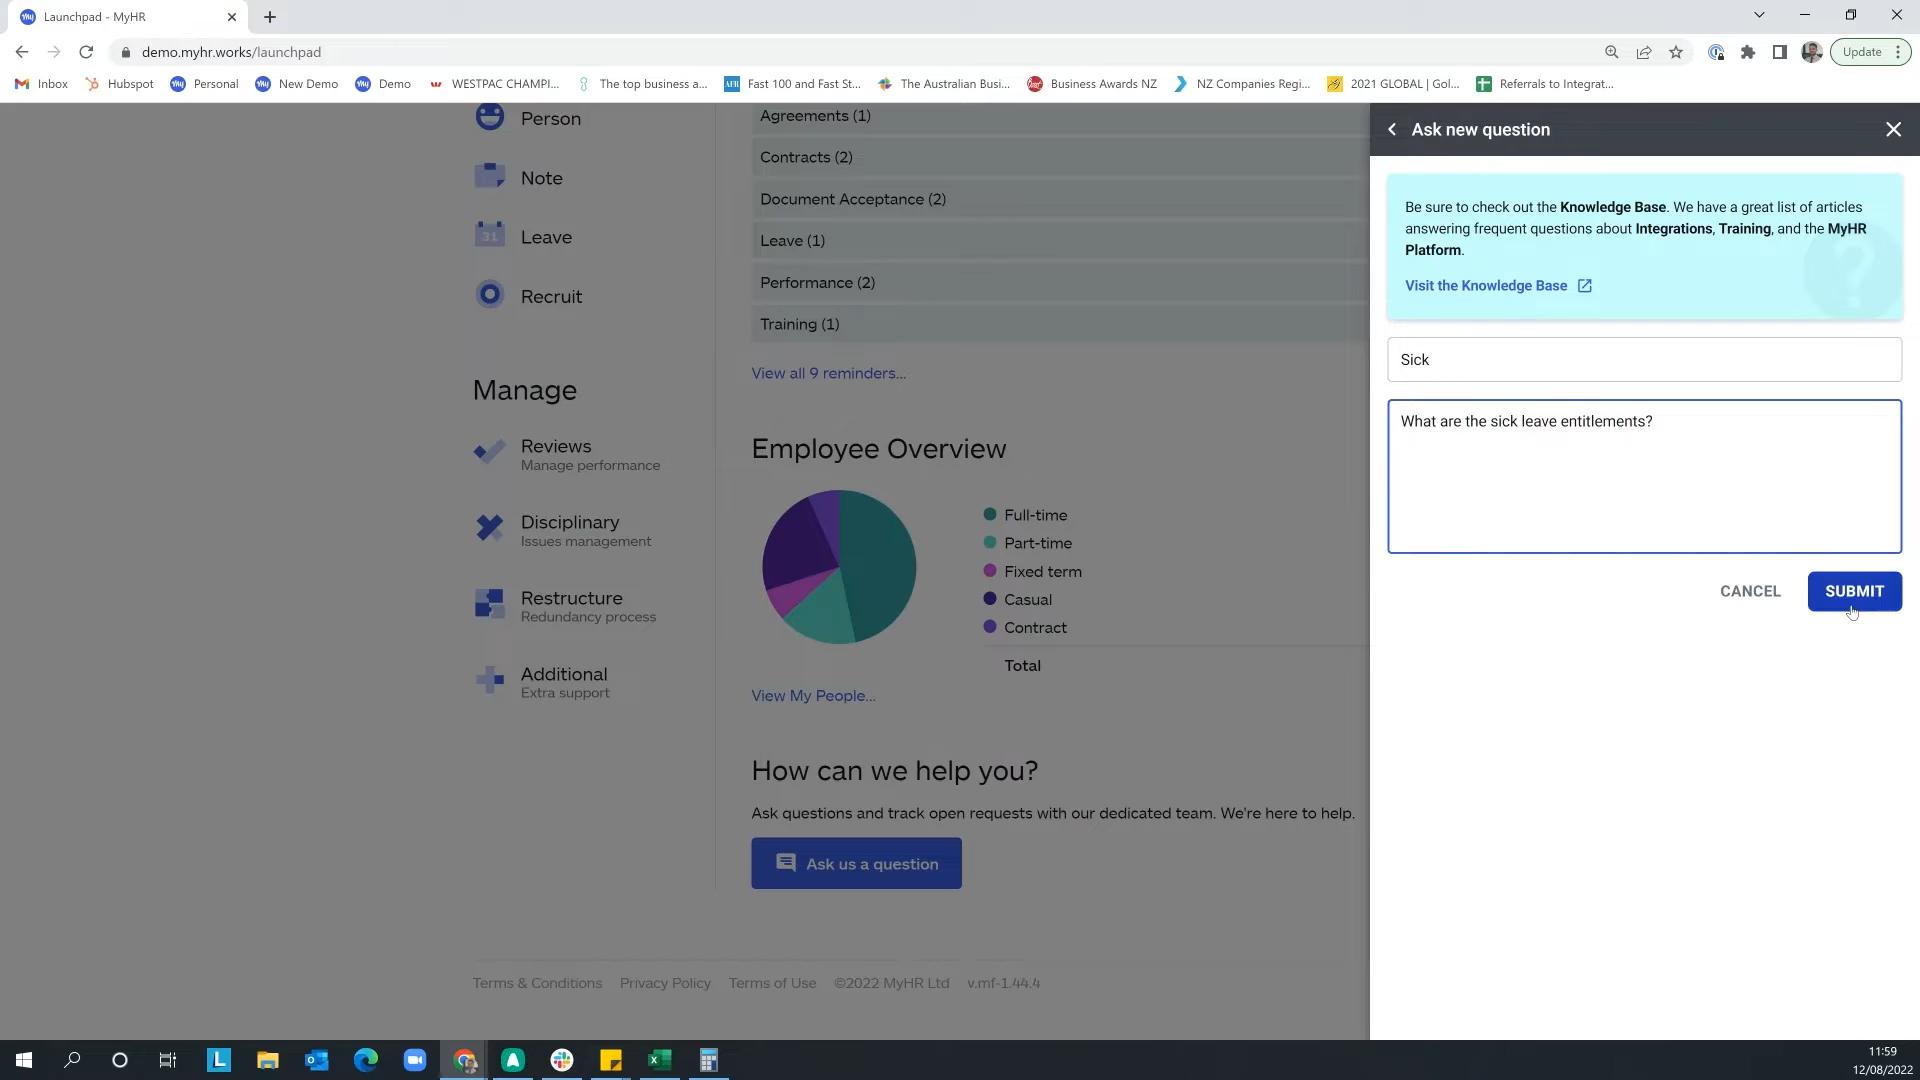 Launchpad - MyHR
demo.myhr.works/launchpad
Update
Inbox
Hubspot
Personal
New Demo
Demo
WESTPAC CHAMPI...
The top business a...
AFR
Fast 100 and Fast St...
The Australian Busi...
Business Awards NZ
NZ Companies Regi...
2021 GLOBAL | Gol...
Referrals to Integrat...
Person
Note
31
Leave
Recruit
Manage
Reviews
Manage performance
Disciplinary
Issues management
Restructure
Redundancy process
Additional
Extra support
Agreements (1)
Contracts (2)
Document Acceptance (2)
Leave (1)
Performance (2)
Training (1)
View all 9 reminders...
Employee Overview
Full-time
Part-time
Fixed term
Casual
Contract
Total
View My People...
How can we help you?
Ask questions and track open requests with our dedicated team. We're here to help.
Ask us a question
Terms & Conditions
Privacy Policy
Terms of Use
©2022 MyHR Ltd
v.mf-1.44.4
Ask new question
Be sure to check out the Knowledge Base. We have a great list of articles
answering frequent questions about Integrations, Training, and the MyHR
Platform.
Visit the Knowledge Base
Sick
What are the sick leave entitlements?
CANCEL
SUBMIT
11:59
12/08/2022